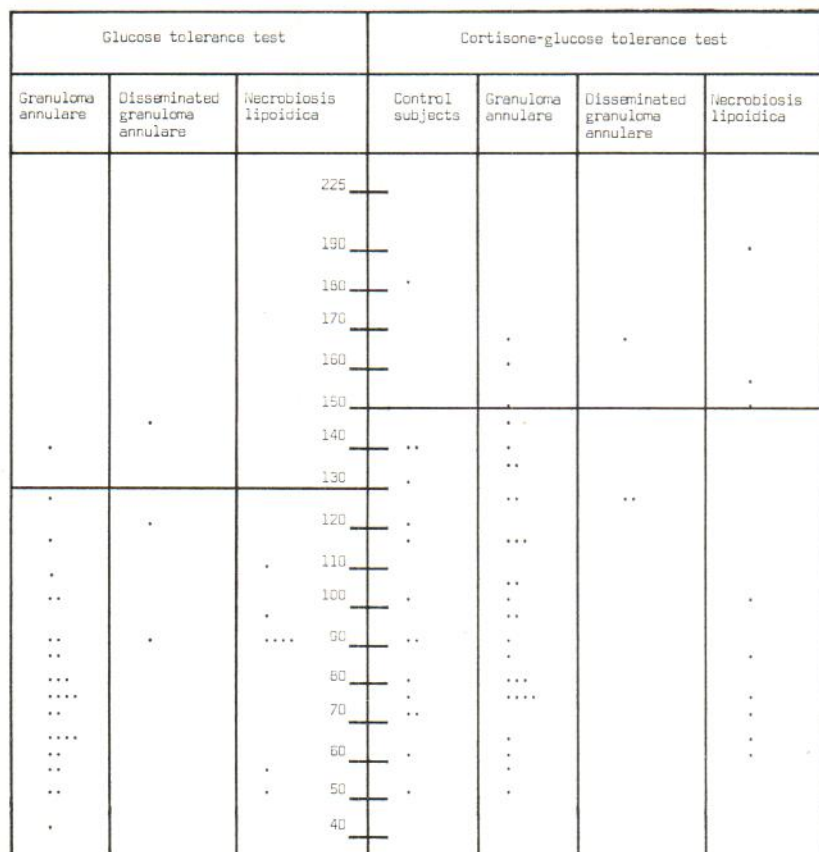 Glucose tolerance test
Cortisone-glucose tolerance test
Granuloma
annulare
Disseminated
granuloma
annulare
Necrobiosis
lipoidica
Control
subjects
Granuloma
annulare
Disseminated
granuloma
annulare
Necrobiosis
lipoidica
225
190
180
170
160
150
140
130
120
110
100
90
80
70
60
50
40